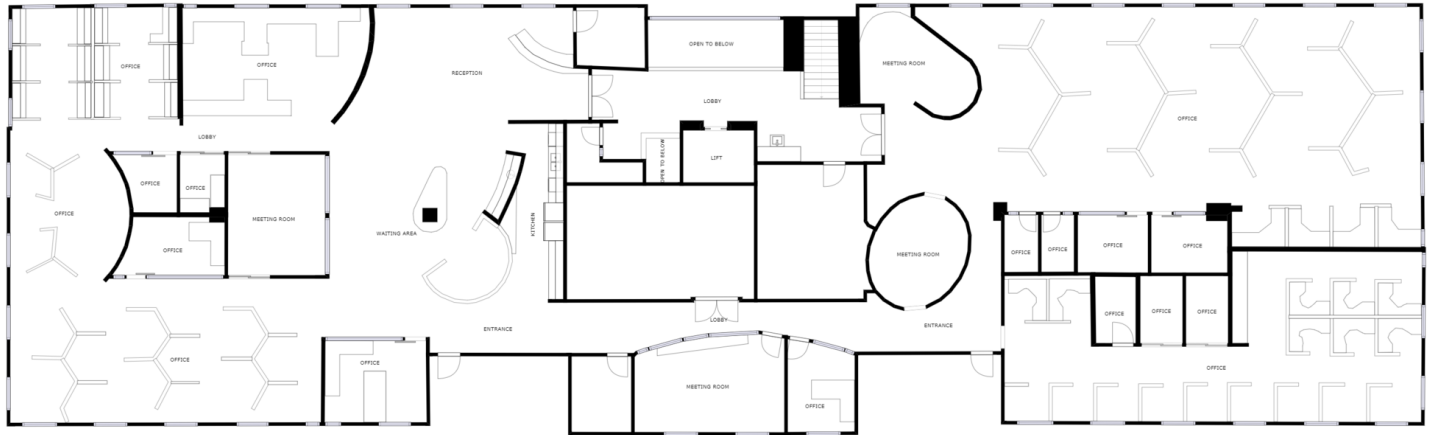 OPEN TO BELOW
MEETING ROOM
OFFICE
OFFICE
RECEPTION
LOBBY
OFFICE
LOBBY
OPEN TO BELOW
LIFT
OFFICE
OFFICE
OFFICE
MEETING ROOM
KITCHEN
WAITING AREA
OFFICE
MEETING ROOM
OFFICE
OFFICE
OFFICE
OFFICE
LOBBY
ENTRANCE
ENTRANCE
OFFICE
OFFICE
OFFICE
OFFICE
OFFICE
OFFICE
MEETING ROOM
OFFICE